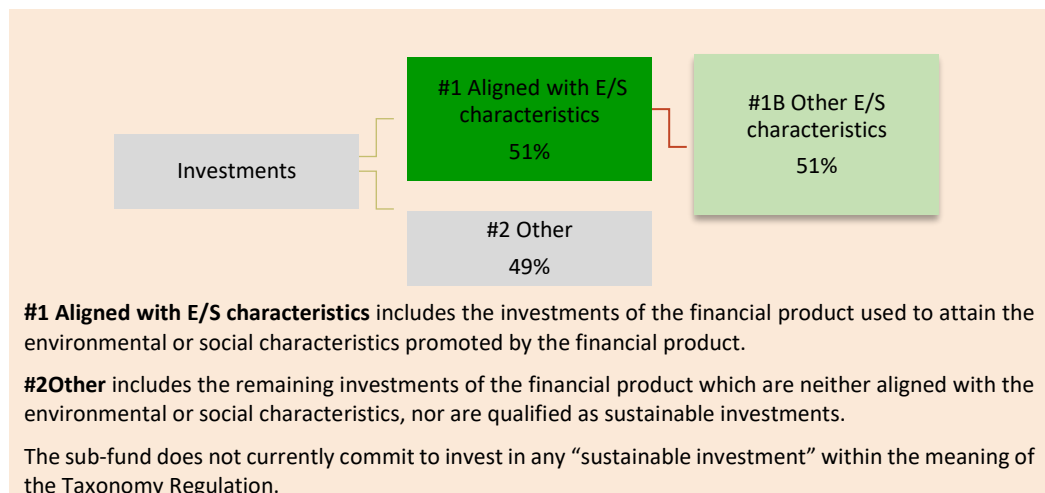 #1 Aligned with E/S
characteristics
51%
#1B Other E/S
characteristics
51%
Investments
#2 Other
49%
#1 Aligned with E/S characteristics includes the investments of the financial product used to attain the
environmental or social characteristics promoted by the financial product.
#2Other includes the remaining investments of the financial product which are neither aligned with the
environmental or social characteristics, nor are qualified as sustainable investments.
The sub-fund does not currently commit to invest in any “sustainable investment” within the meaning of
the Taxonomy Regulation.